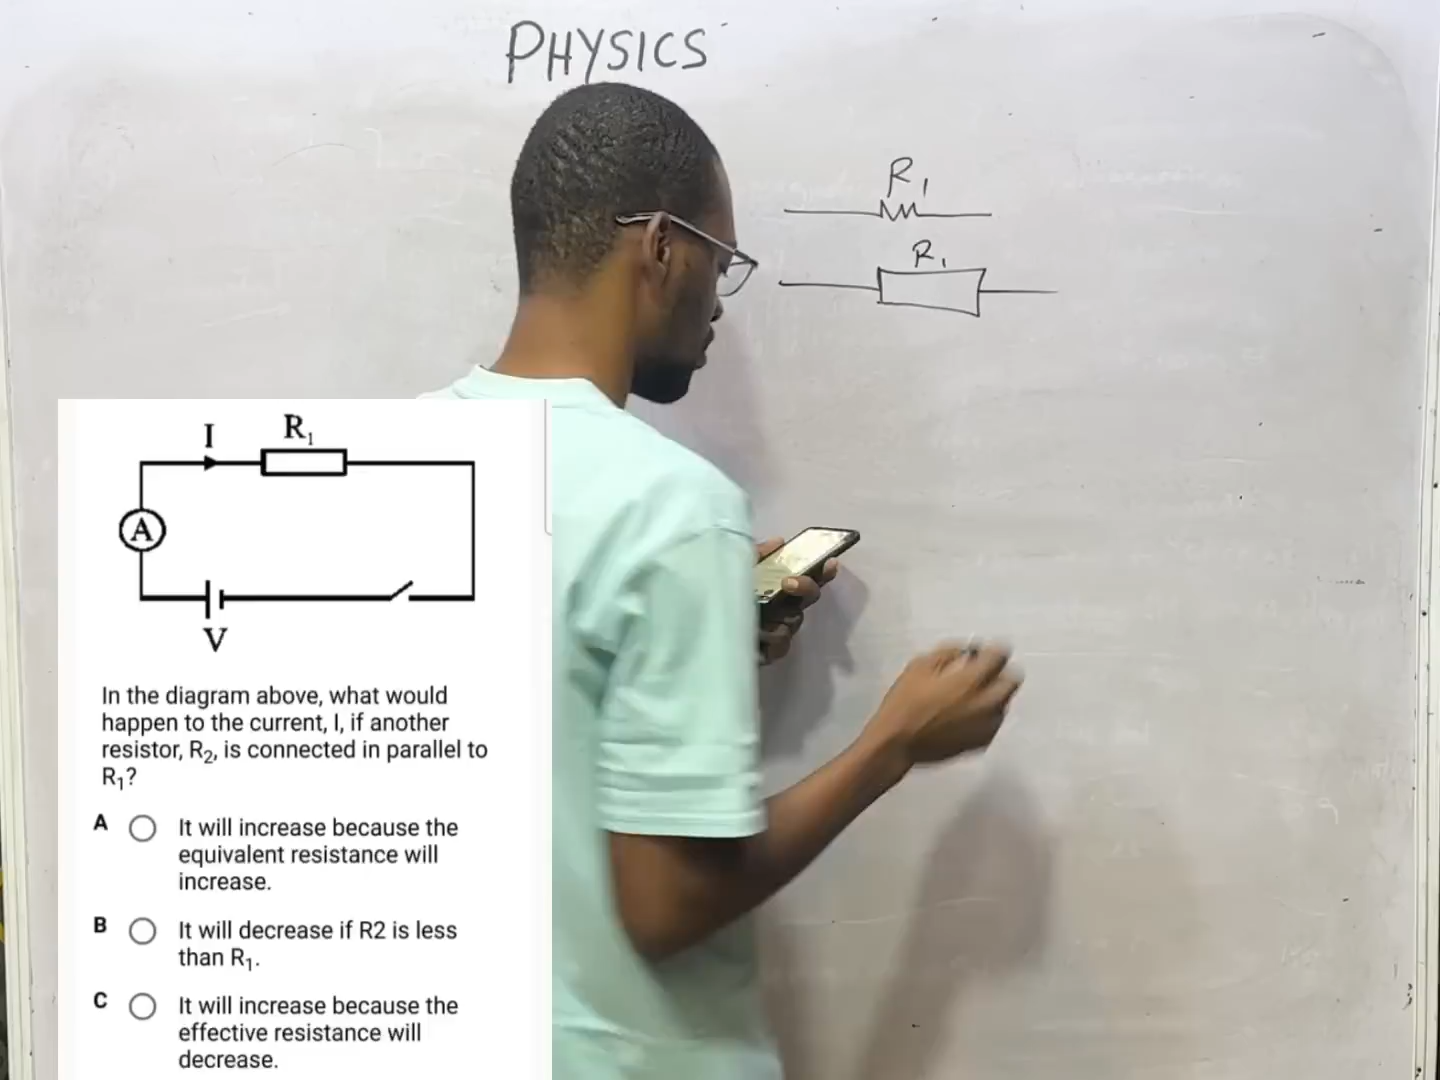 PHYSICS
R₁
R₁
I
R₁
A
V
In the diagram above, what would
happen to the current, I, if another
resistor, R₂, is connected in parallel to
R₁?
A
It will increase because the
equivalent resistance will
increase.
B
It will decrease if R2 is less
than R₁.
C
It will increase because the
effective resistance will
decrease.